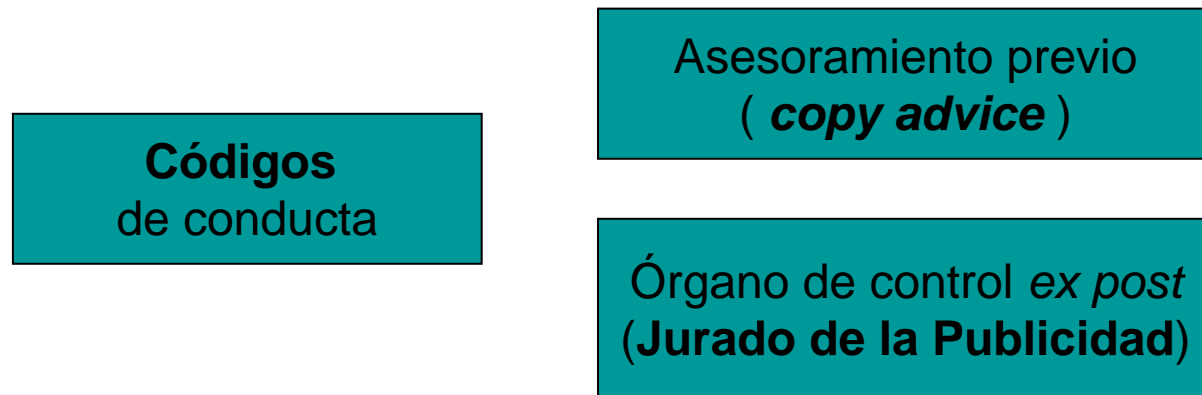 Códigos
de conducta
Asesoramiento previo
( copy advice )
Órgano de control ex post
(Jurado de la Publicidad)